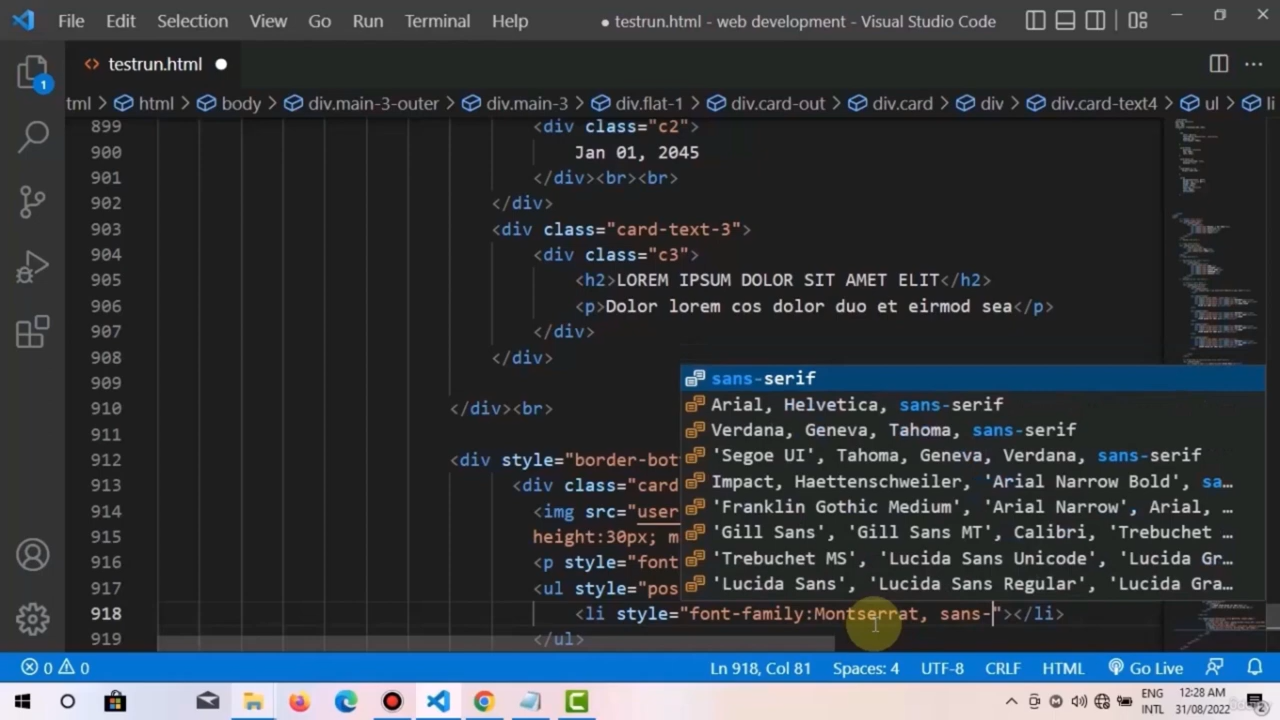 File Edit Selection View Go Run Terminal Help ● testrun.html - web development - Visual Studio Code
<> testrun.html ●
tml > html > body > div.main-3-outer > div.main-3 > div.flat-1 > div.card-out > div.card > div > div.card-text4 > ul > li
899 <div class="c2">
900 Jan 01, 2045
901 </div><br><br>
902 </div>
903 <div class="card-text-3">
904 <div class="c3">
905 <h2>LOREM IPSUM DOLOR SIT AMET ELIT</h2>
906 <p>Dolor lorem cos dolor duo et eirmod sea</p>
907 </div>
908 </div>
909
910 </div><br>
911
912 <div style="border-bot
913 <div class="card
914 <img src="user
915 height:30px; m
916 <p style="font
917 <ul style="pos
918 <li style="font-family:Montserrat, sans-"></li>
919 </ul>
sans-serif
Arial, Helvetica, sans-serif
Verdana, Geneva, Tahoma, sans-serif
'Segoe UI', Tahoma, Geneva, Verdana, sans-serif
Impact, Haettenschweiler, 'Arial Narrow Bold', sa…
'Franklin Gothic Medium', 'Arial Narrow', Arial, …
'Gill Sans', 'Gill Sans MT', Calibri, 'Trebuchet …
'Trebuchet MS', 'Lucida Sans Unicode', 'Lucida Gr…
'Lucida Sans', 'Lucida Sans Regular', 'Lucida Gra…
1
0 0 Ln 918, Col 81 Spaces: 4 UTF-8 CRLF HTML Go Live
ENG 12:28 AM
INTL 31/08/2022 2